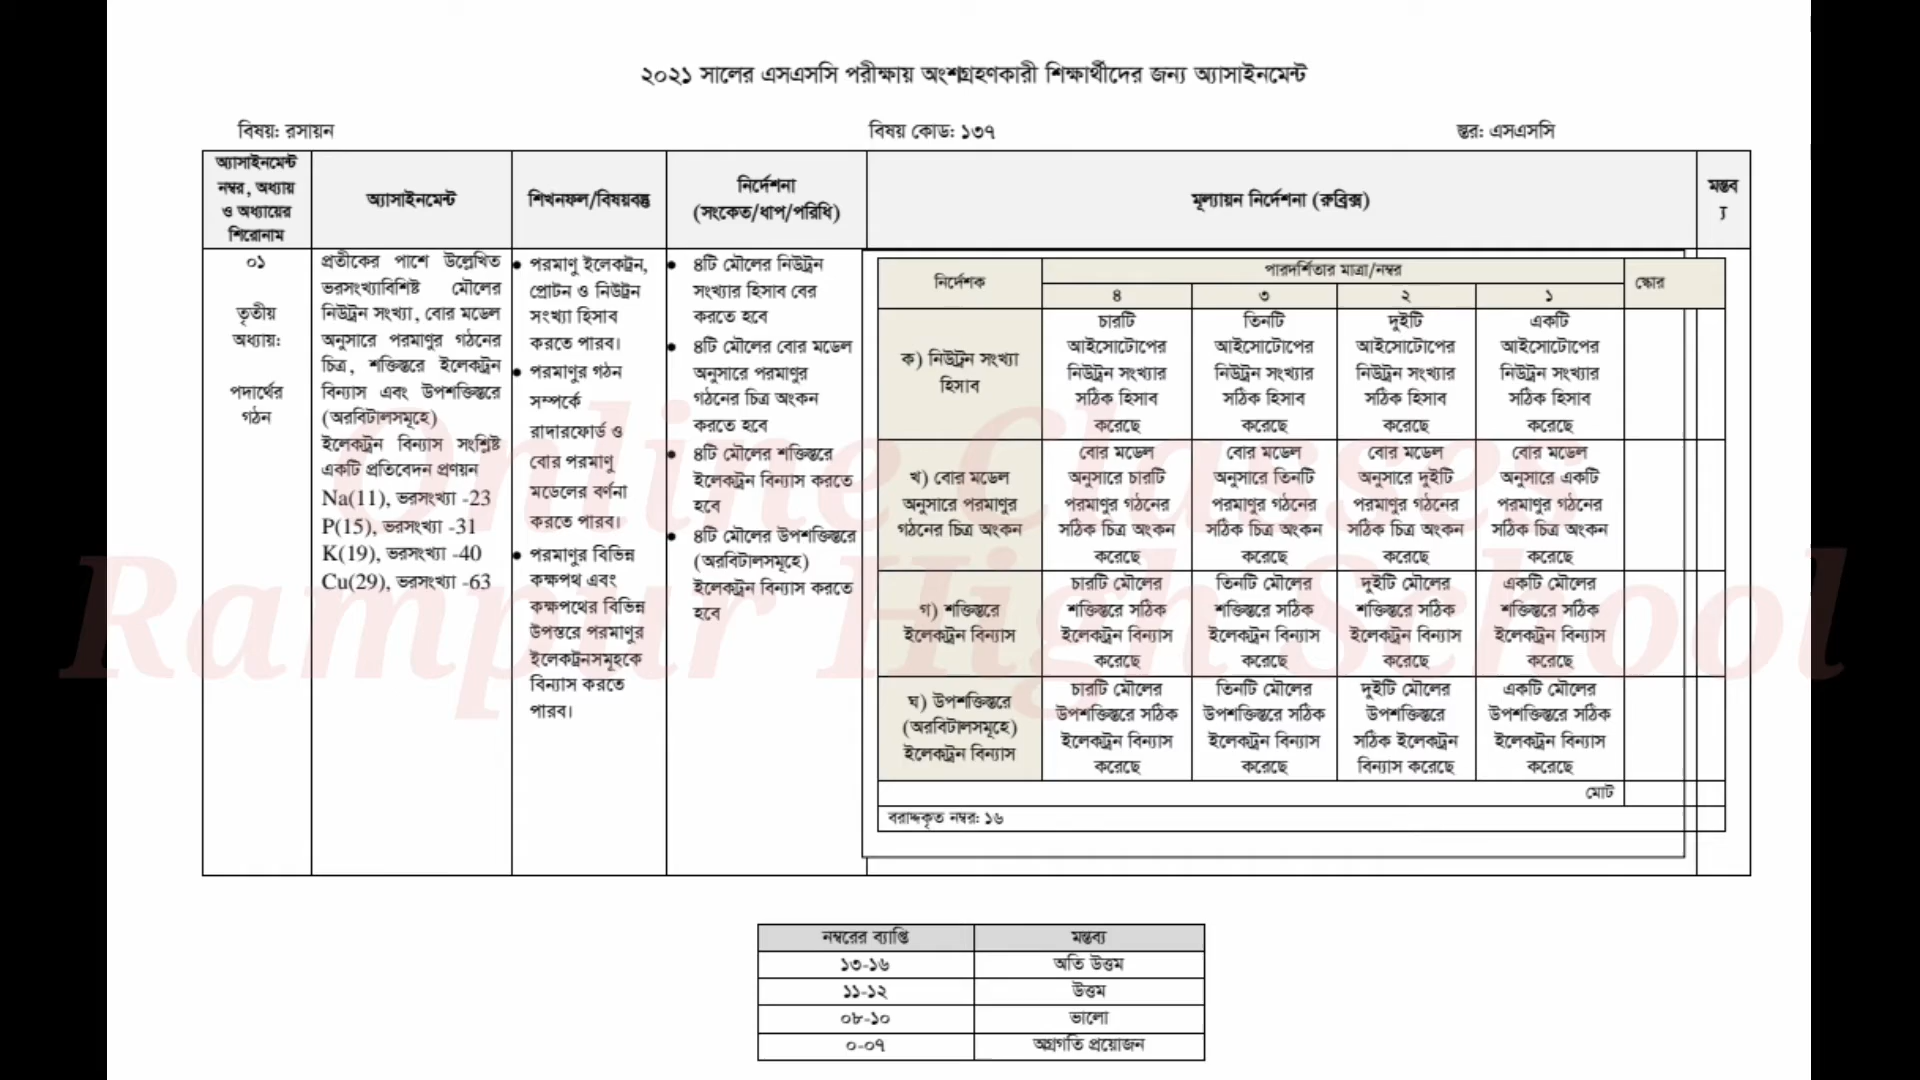 ২০২১ সালের এসএসসি পরীক্ষায় অংশগ্রহণকারী শিক্ষার্থীদের জন্য অ্যাসাইনমেন্ট
বিষয়: রসায়ন
বিষয় কোড: ১৩৭
স্তর: এসএসসি
অ্যাসাইনমেন্ট
নম্বর, অধ্যায়
ও অধ্যায়ের
শিরোনাম
অ্যাসাইনমেন্ট
শিখনফল/বিষয়বস্তু
নির্দেশনা
(সংকেত/ধাপ/পরিধি)
মূল্যায়ন নির্দেশনা (রুব্রিক্স)
মন্তব
্য
০১
তৃতীয়
অধ্যায়:
পদার্থের
গঠন
প্রতীকের পাশে উল্লেখিত
ভরসংখ্যাবিশিষ্ট মৌলের
নিউট্রন সংখ্যা, বোর মডেল
অনুসারে পরমাণুর গঠনের
চিত্র, শক্তিস্তরে ইলেকট্রন
বিন্যাস এবং উপশক্তিস্তরে
(অরবিটালসমূহে)
ইলেকট্রন বিন্যাস সংশ্লিষ্ট
একটি প্রতিবেদন প্রণয়ন
Na(11), ভরসংখ্যা -23
P(15), ভরসংখ্যা -31
K(19), ভরসংখ্যা -40
Cu(29), ভরসংখ্যা -63
• পরমাণু ইলেকট্রন,
প্রোটন ও নিউট্রন
সংখ্যা হিসাব
করতে পারব।
• পরমাণুর গঠন
সম্পর্কে
রাদারফোর্ড ও
বোর পরমাণু
মডেলের বর্ণনা
করতে পারব।
• পরমাণুর বিভিন্ন
কক্ষপথ এবং
কক্ষপথের বিভিন্ন
উপস্তরে পরমাণুর
ইলেকট্রনসমূহকে
বিন্যাস করতে
পারব।
• ৪টি মৌলের নিউট্রন
সংখ্যার হিসাব বের
করতে হবে
• ৪টি মৌলের বোর মডেল
অনুসারে পরমাণুর
গঠনের চিত্র অংকন
করতে হবে
• ৪টি মৌলের শক্তিস্তরে
ইলেকট্রন বিন্যাস করতে
হবে
• ৪টি মৌলের উপশক্তিস্তরে
(অরবিটালসমূহে)
ইলেকট্রন বিন্যাস করতে
হবে
নির্দেশক
পারদর্শিতার মাত্রা/নম্বর
স্কোর
৪
৩
২
১
ক) নিউট্রন সংখ্যা
হিসাব
চারটি
আইসোটোপের
নিউট্রন সংখ্যার
সঠিক হিসাব
করেছে
তিনটি
আইসোটোপের
নিউট্রন সংখ্যার
সঠিক হিসাব
করেছে
দুইটি
আইসোটোপের
নিউট্রন সংখ্যার
সঠিক হিসাব
করেছে
একটি
আইসোটোপের
নিউট্রন সংখ্যার
সঠিক হিসাব
করেছে
খ) বোর মডেল
অনুসারে পরমাণুর
গঠনের চিত্র অংকন
বোর মডেল
অনুসারে চারটি
পরমাণুর গঠনের
সঠিক চিত্র অংকন
করেছে
বোর মডেল
অনুসারে তিনটি
পরমাণুর গঠনের
সঠিক চিত্র অংকন
করেছে
বোর মডেল
অনুসারে দুইটি
পরমাণুর গঠনের
সঠিক চিত্র অংকন
করেছে
বোর মডেল
অনুসারে একটি
পরমাণুর গঠনের
সঠিক চিত্র অংকন
করেছে
গ) শক্তিস্তরে
ইলেকট্রন বিন্যাস
চারটি মৌলের
শক্তিস্তরে সঠিক
ইলেকট্রন বিন্যাস
করেছে
তিনটি মৌলের
শক্তিস্তরে সঠিক
ইলেকট্রন বিন্যাস
করেছে
দুইটি মৌলের
শক্তিস্তরে সঠিক
ইলেকট্রন বিন্যাস
করেছে
একটি মৌলের
শক্তিস্তরে সঠিক
ইলেকট্রন বিন্যাস
করেছে
ঘ) উপশক্তিস্তরে
(অরবিটালসমূহে)
ইলেকট্রন বিন্যাস
চারটি মৌলের
উপশক্তিস্তরে সঠিক
ইলেকট্রন বিন্যাস
করেছে
তিনটি মৌলের
উপশক্তিস্তরে সঠিক
ইলেকট্রন বিন্যাস
করেছে
দুইটি মৌলের
উপশক্তিস্তরে
সঠিক ইলেকট্রন
বিন্যাস করেছে
একটি মৌলের
উপশক্তিস্তরে সঠিক
ইলেকট্রন বিন্যাস
করেছে
মোট
বরাদ্দকৃত নম্বর: ১৬
Online Classes
Rampur High School
নম্বরের ব্যাপ্তি
মন্তব্য
১৩-১৬
অতি উত্তম
১১-১২
উত্তম
০৮-১০
ভালো
০-০৭
অগ্রগতি প্রয়োজন